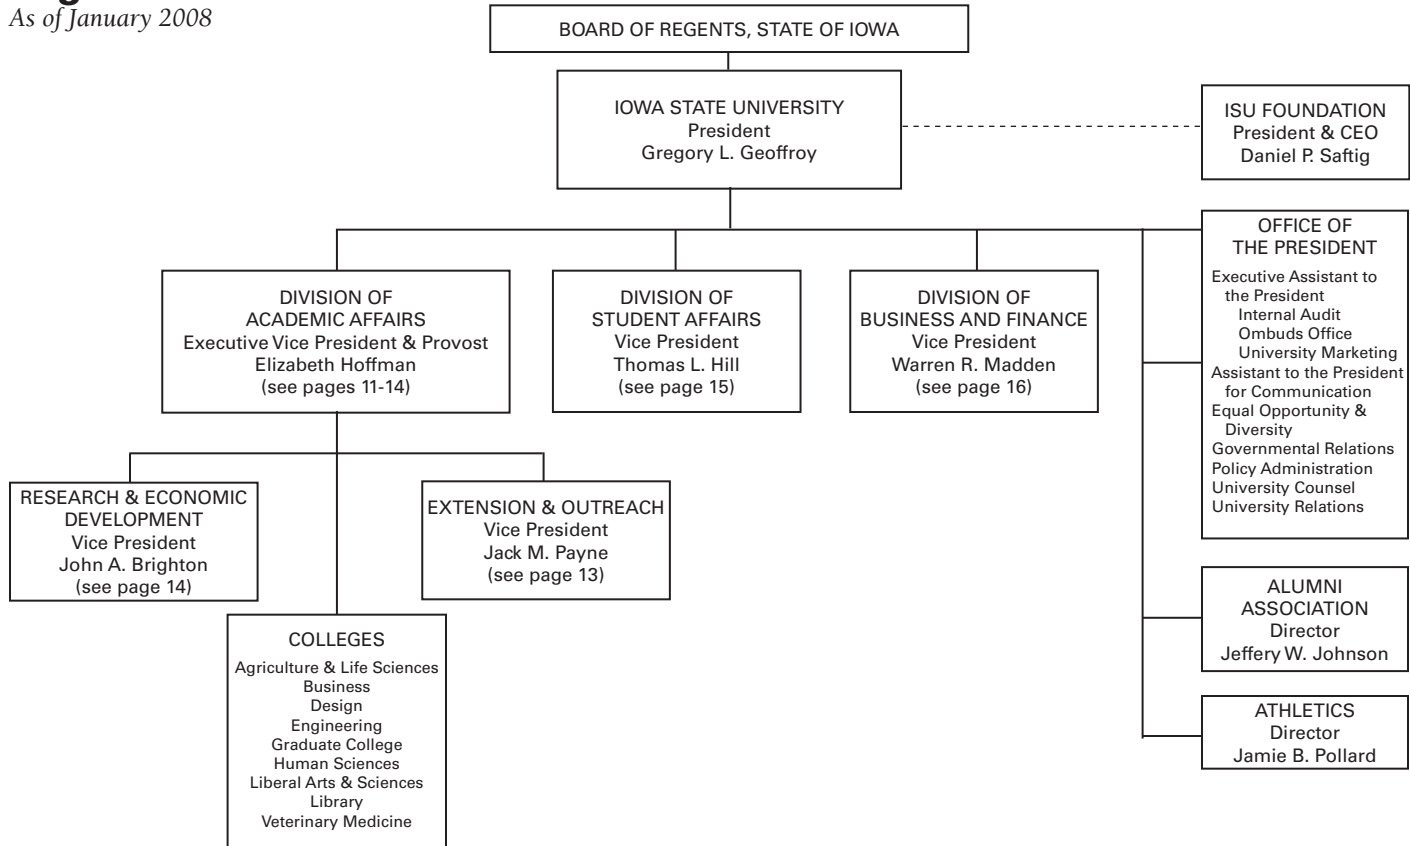 As of January 2008
BOARD OF REGENTS, STATE OF IOWA
IOWA STATE UNIVERSITY
President
Gregory L. Geoffroy
ISU FOUNDATION
President & CEO
Daniel P. Saftig
OFFICE OF
THE PRESIDENT
Executive Assistant to
the President
Internal Audit
Ombuds Office
University Marketing
Assistant to the President
for Communication
Equal Opportunity &
Diversity
Governmental Relations
Policy Administration
University Counsel
University Relations
DIVISION OF
ACADEMIC AFFAIRS
Executive Vice President & Provost
Elizabeth Hoffman
(see pages 11-14)
DIVISION OF
STUDENT AFFAIRS
Vice President
Thomas L. Hill
(see page 15)
DIVISION OF
BUSINESS AND FINANCE
Vice President
Warren R. Madden
(see page 16)
RESEARCH & ECONOMIC
DEVELOPMENT
Vice President
John A. Brighton
(see page 14)
EXTENSION & OUTREACH
Vice President
Jack M. Payne
(see page 13)
COLLEGES
Agriculture & Life Sciences
Business
Design
Engineering
Graduate College
Human Sciences
Liberal Arts & Sciences
Library
Veterinary Medicine
ALUMNI
ASSOCIATION
Director
Jeffery W. Johnson
ATHLETICS
Director
Jamie B. Pollard